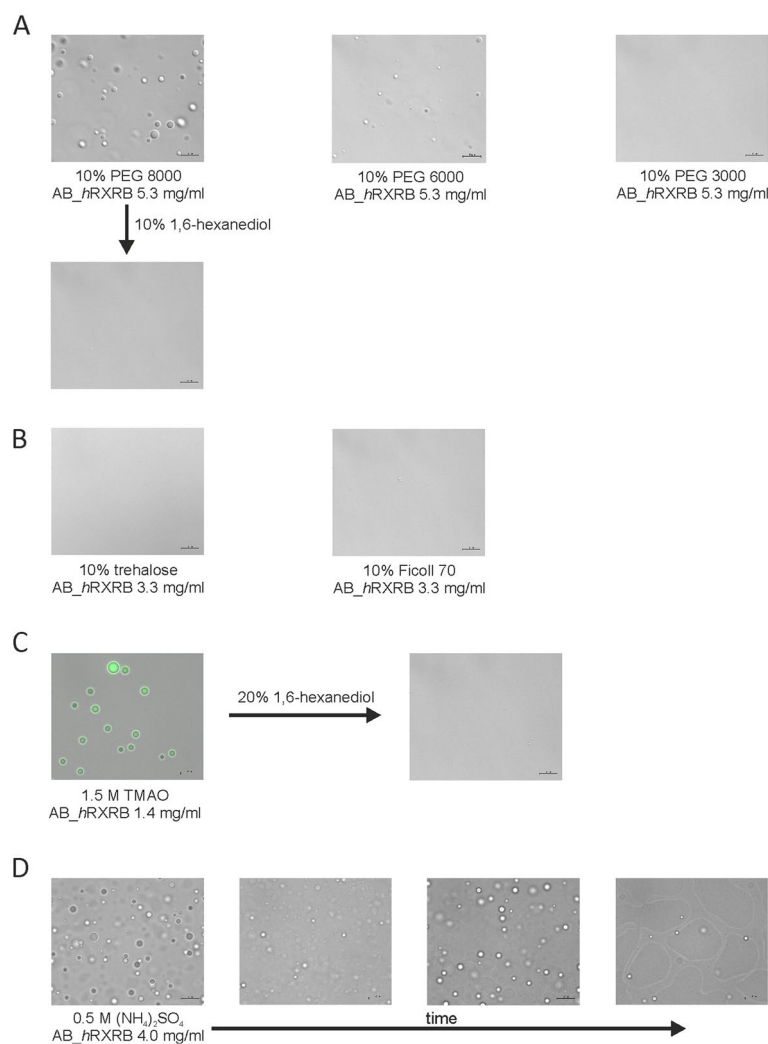 A
10% PEG 8000
AB_hRXRB 5.3 mg/ml
10% PEG 6000
AB_hRXRB 5.3 mg/ml
10% PEG 3000
AB_hRXRB 5.3 mg/ml
10% 1,6-hexanediol
B
10% trehalose
AB_hRXRB 3.3 mg/ml
10% Ficoll 70
AB_hRXRB 3.3 mg/ml
C
20% 1,6-hexanediol
1.5 M TMAO
AB_hRXRB 1.4 mg/ml
D
0.5 M (NH₄)₂SO₄
AB_hRXRB 4.0 mg/ml
time